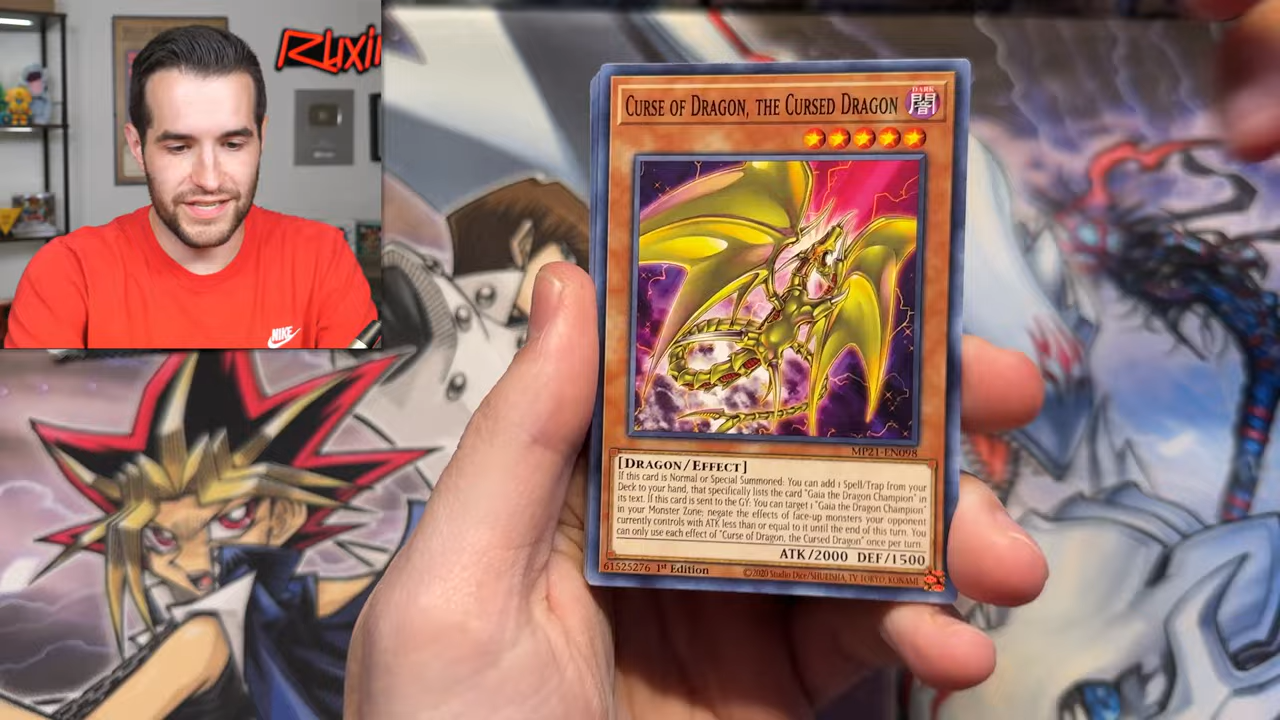 Ruxin
NIKE
CURSE OF DRAGON, THE CURSED DRAGON
DARK
闇
MP21-EN098
[DRAGON/EFFECT]
If this card is Normal or Special Summoned: You can add 1 Spell/Trap from your
Deck to your hand, that specifically lists the card "Gaia the Dragon Champion" in
its text. If this card is sent to the GY: You can target 1 "Gaia the Dragon Champion"
in your Monster Zone; negate the effects of face-up monsters your opponent
currently controls with ATK less than or equal to it until the end of this turn. You
can only use each effect of "Curse of Dragon, the Cursed Dragon" once per turn.
ATK/2000 DEF/1500
61525276 1st Edition
©2020 Studio Dice/SHUEISHA, TV TOKYO, KONAMI